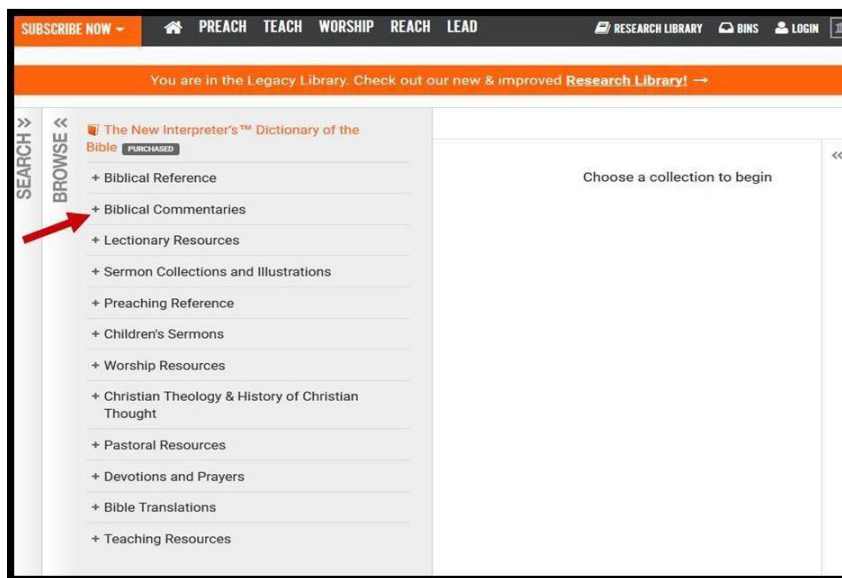 SUBSCRIBE NOW PREACH TEACH WORSHIP REACH LEAD RESEARCH LIBRARY BINS LOGIN
You are in the Legacy Library. Check out our new & improved Research Library! →
SEARCH »
BROWSE «
The New Interpreter's™ Dictionary of the
Bible PURCHASED
+ Biblical Reference
+ Biblical Commentaries
+ Lectionary Resources
+ Sermon Collections and Illustrations
+ Preaching Reference
+ Children's Sermons
+ Worship Resources
+ Christian Theology & History of Christian
Thought
+ Pastoral Resources
+ Devotions and Prayers
+ Bible Translations
+ Teaching Resources
Choose a collection to begin
«